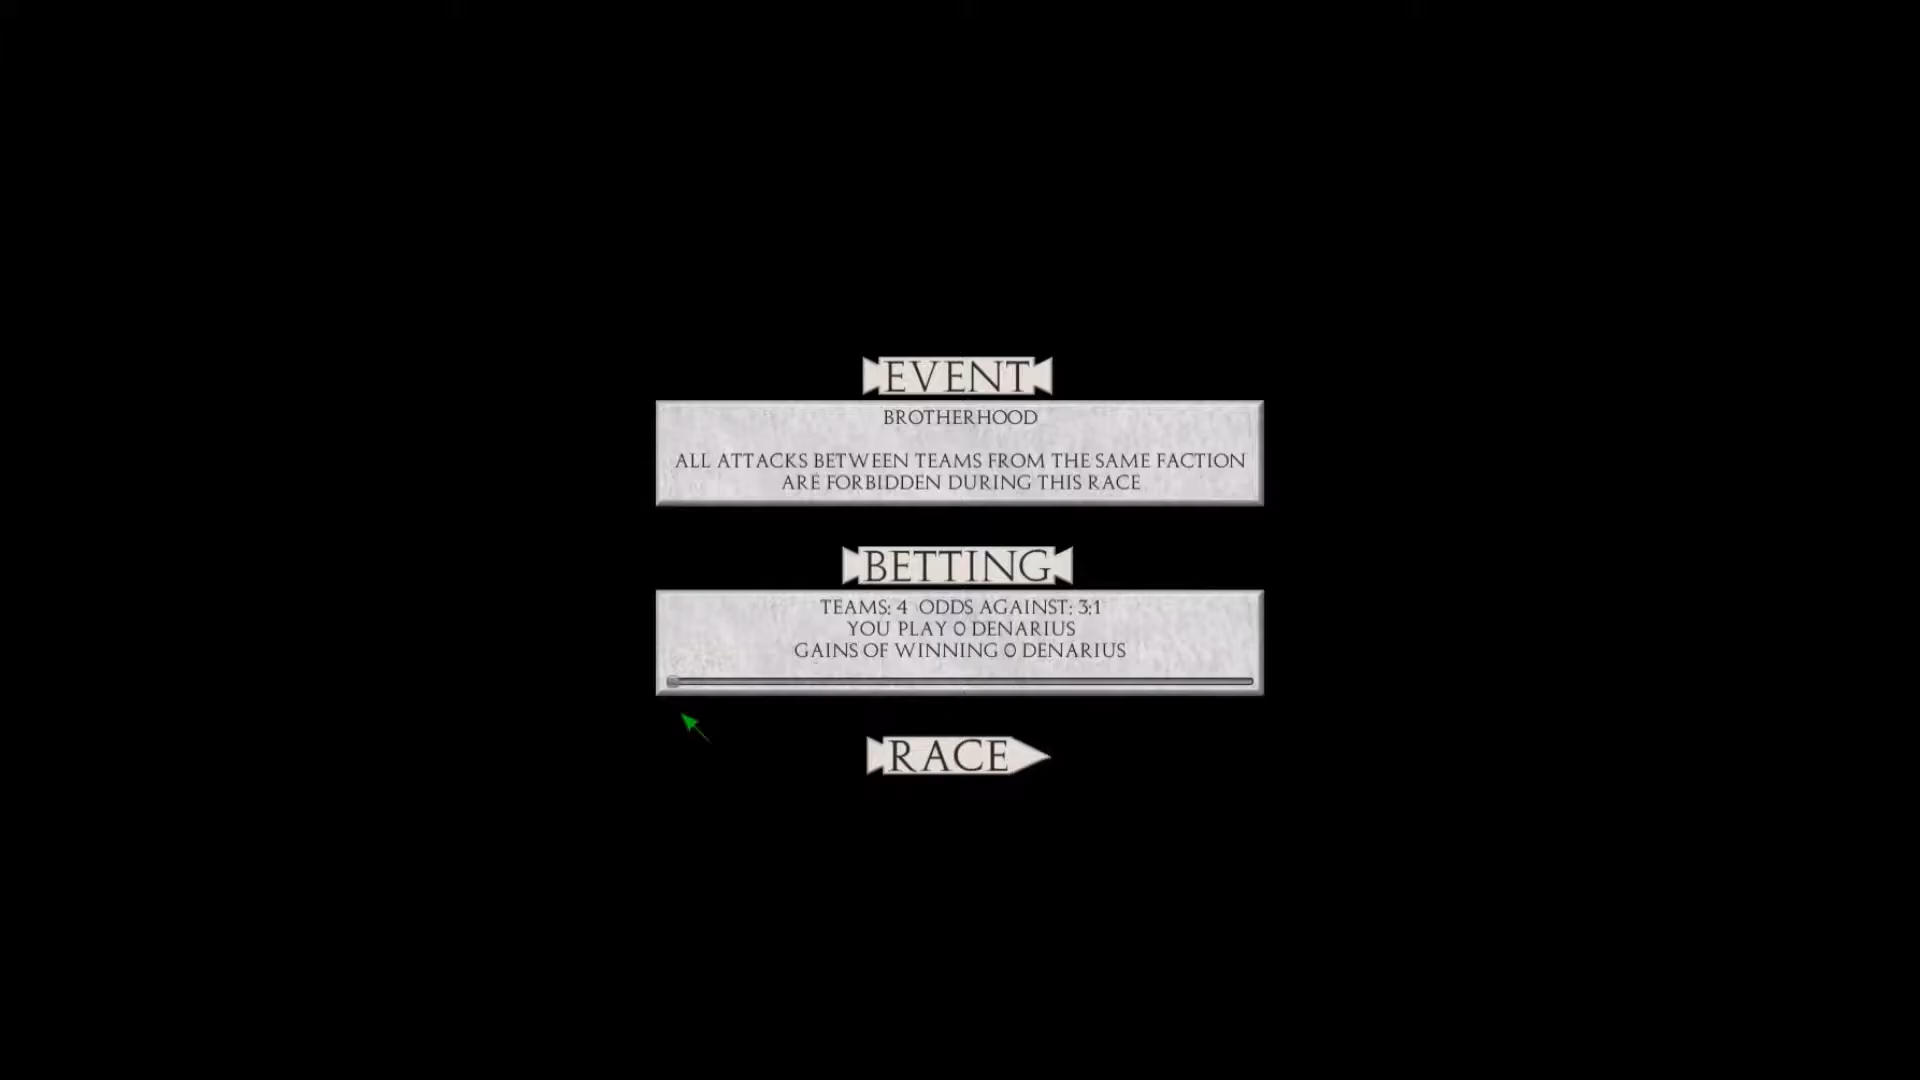 EVENT
BROTHERHOOD
ALL ATTACKS BETWEEN TEAMS FROM THE SAME FACTION
ARE FORBIDDEN DURING THIS RACE
BETTING
TEAMS: 4 ODDS AGAINST: 3:1
YOU PLAY 0 DENARIUS
GAINS OF WINNING 0 DENARIUS
RACE